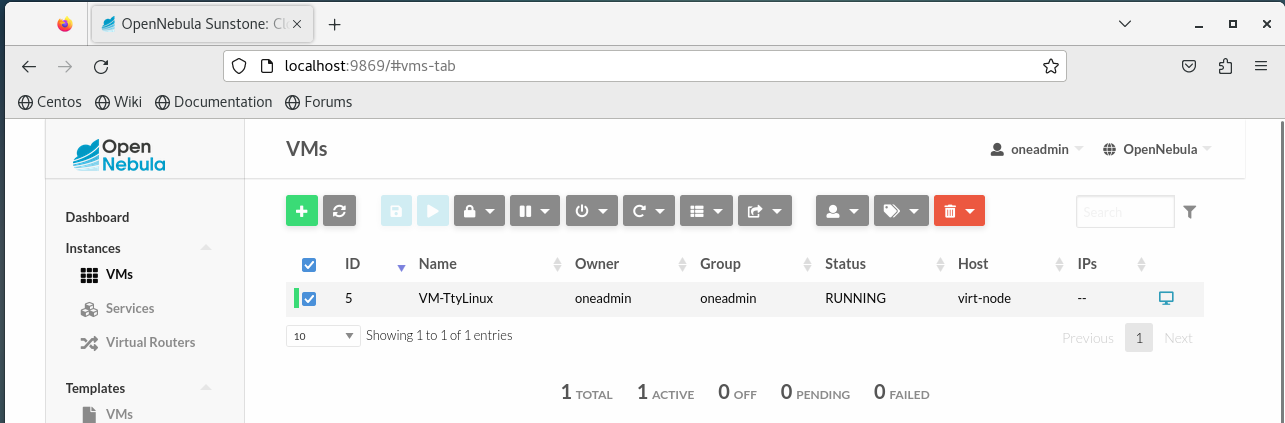 OpenNebula Sunstone: Cl
localhost:9869/#vms-tab
Centos Wiki Documentation Forums
Open
Nebula
VMs
oneadmin OpenNebula
Search
Dashboard
Instances
VMs
Services
Virtual Routers
Templates
VMs
ID Name Owner Group Status Host IPs
5 VM-TtyLinux oneadmin oneadmin RUNNING virt-node --
10 Showing 1 to 1 of 1 entries
Previous 1 Next
1 TOTAL 1 ACTIVE 0 OFF 0 PENDING 0 FAILED